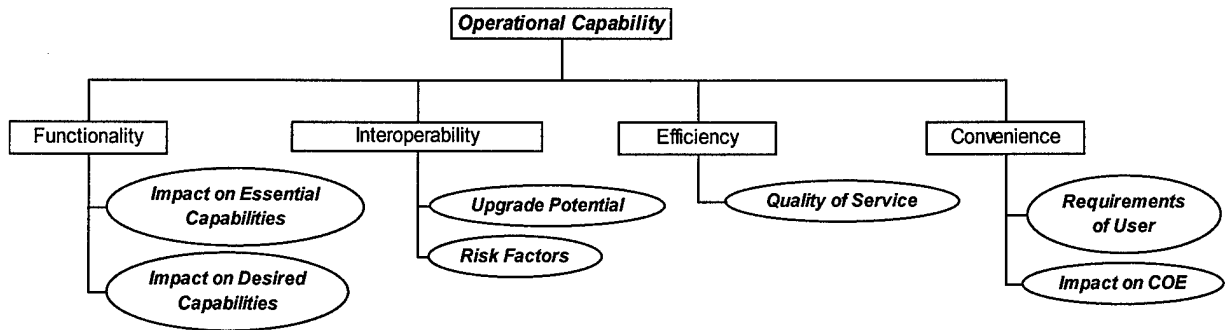 Operational Capability
Functionality
Interoperability
Efficiency
Convenience
Impact on Essential
Capabilities
Impact on Desired
Capabilities
Upgrade Potential
Risk Factors
Quality of Service
Requirements
of User
Impact on COE